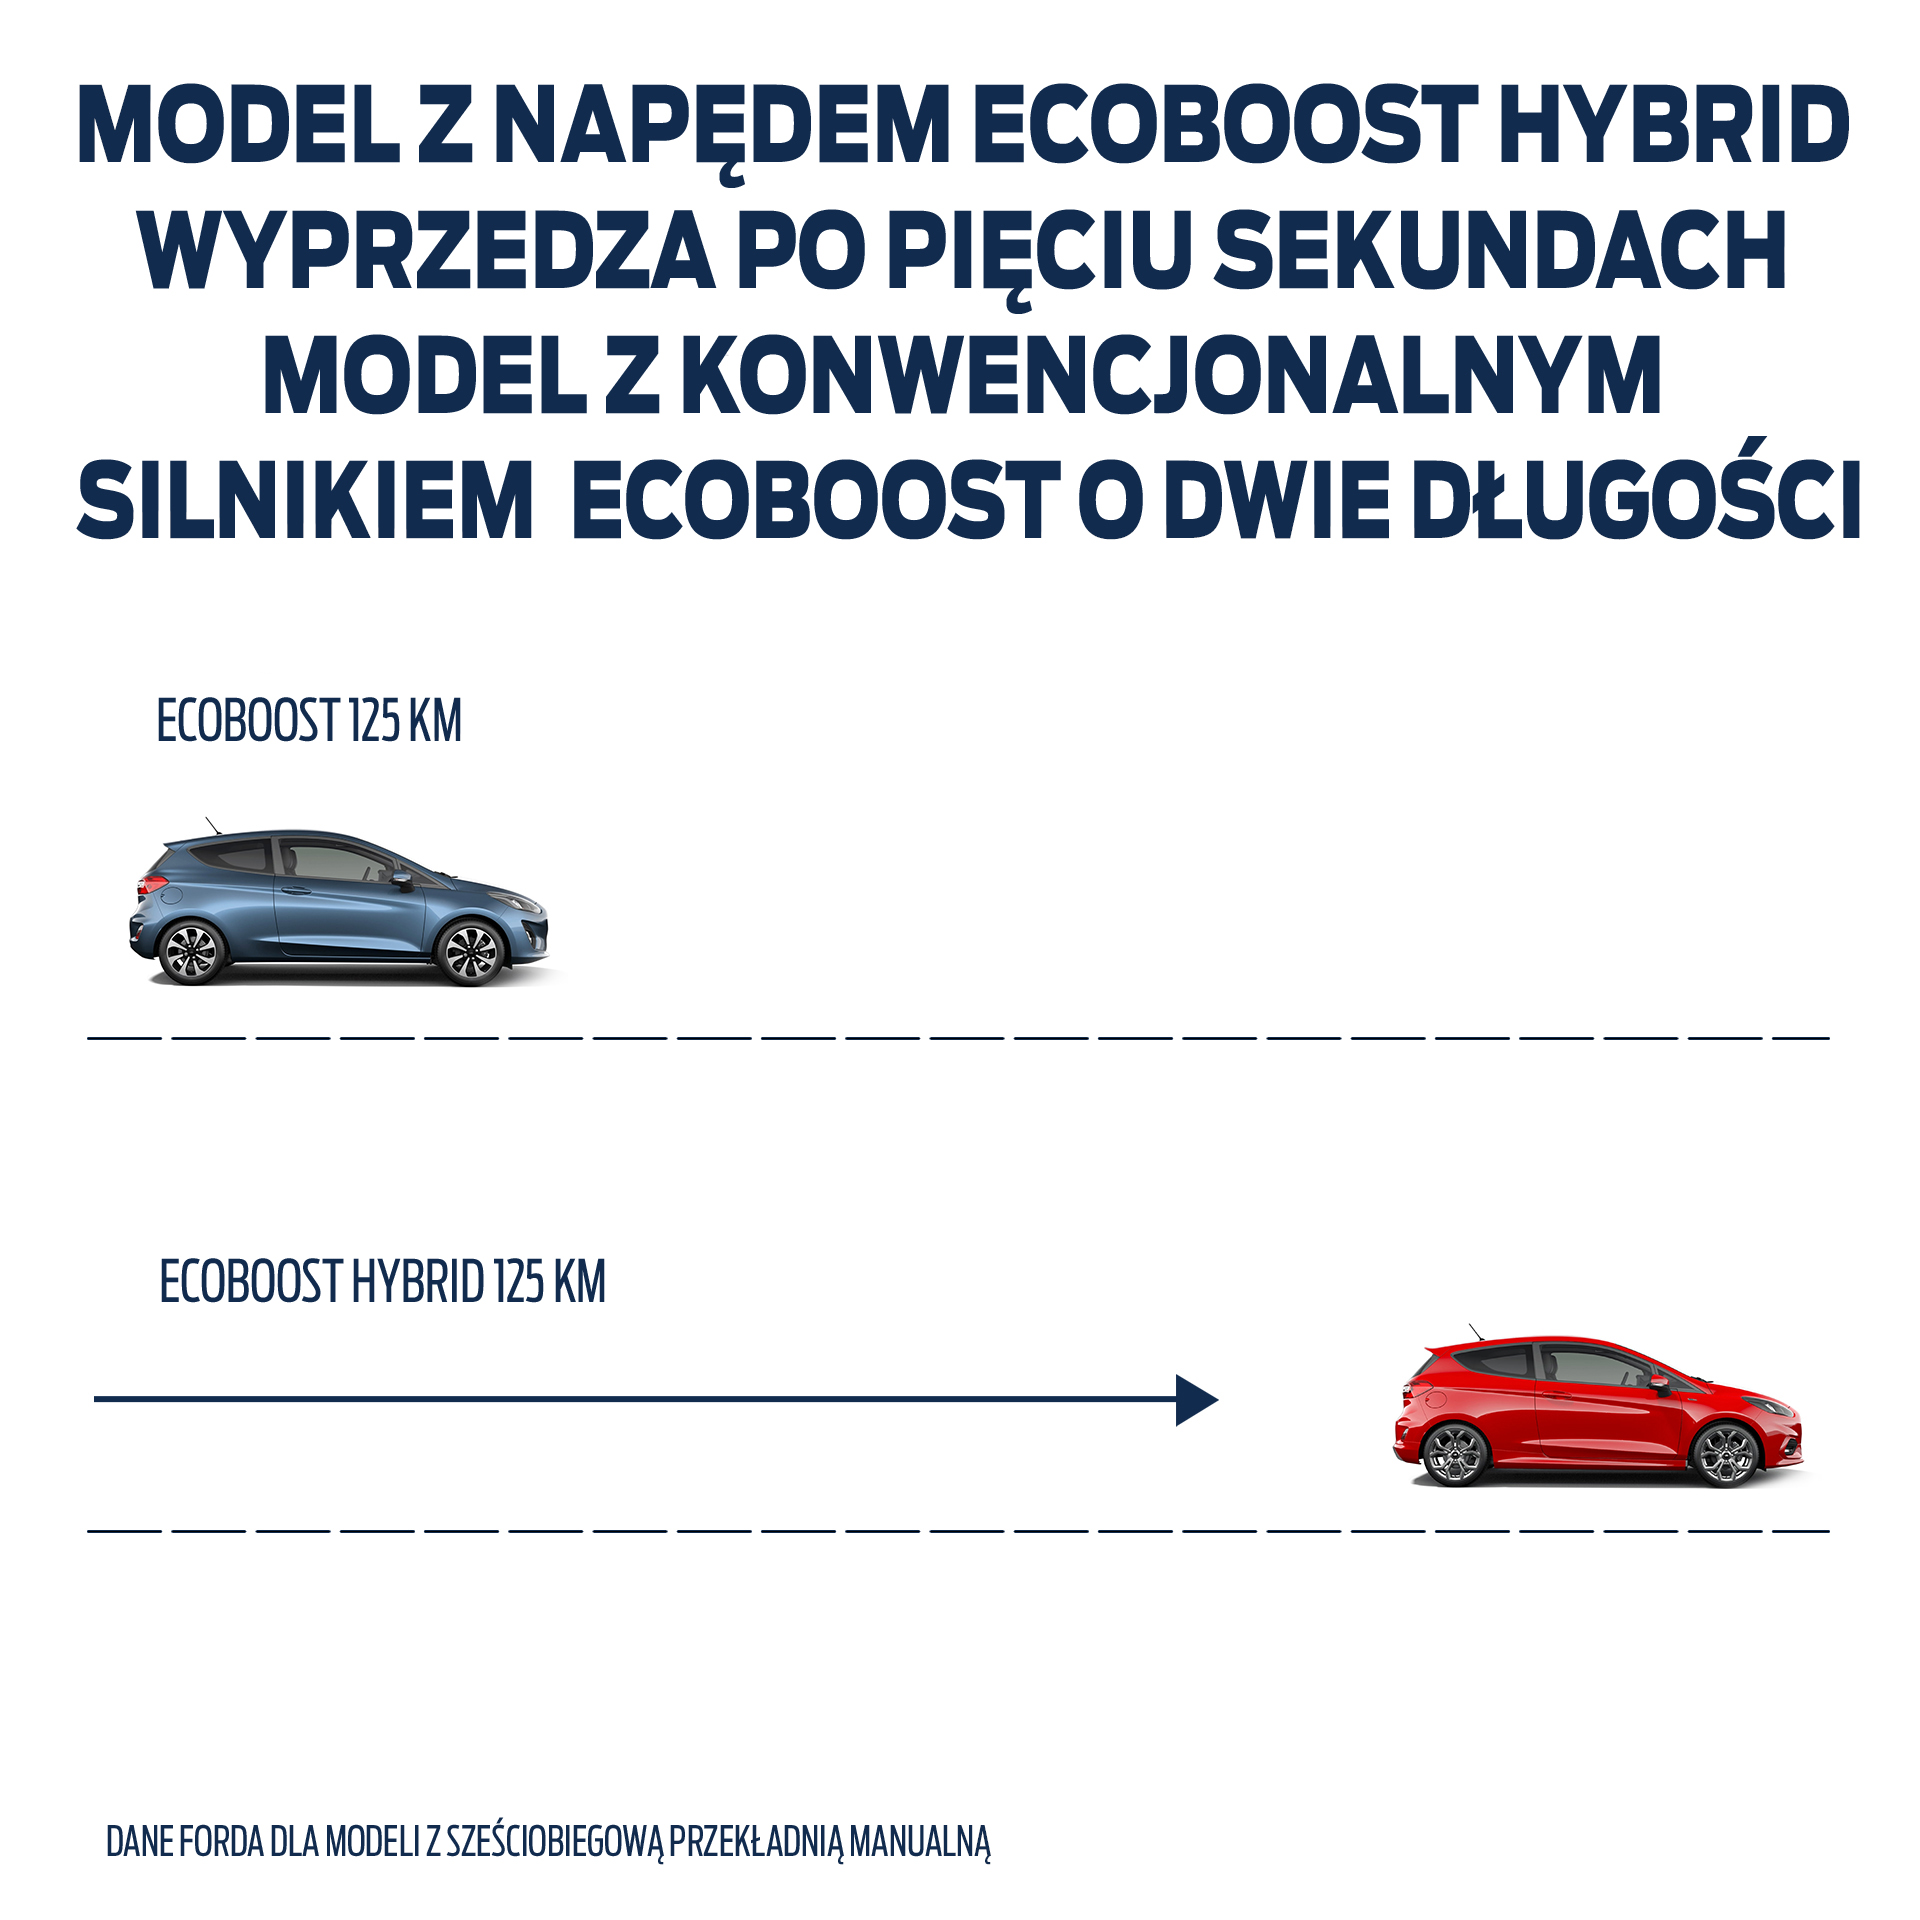 MODEL Z NAPĘDEM ECOBOOST HYBRID
WYPRZEDZA PO PIĘCIU SEKUNDACH
MODEL Z KONWENCJONALNYM
SILNIKIEM ECOBOOST O DWIE DŁUGOŚCI
ECOBOOST 125 KM
ECOBOOST HYBRID 125 KM
DANE FORDA DLA MODELI Z SZEŚCIOBIEGOWĄ PRZEKŁADNIĄ MANUALNĄ